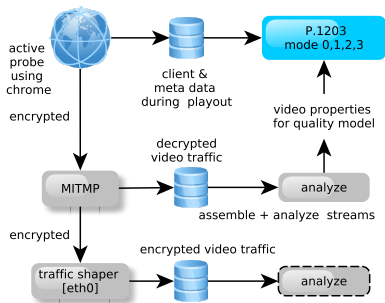 active
probe
using
chrome
P.1203
mode 0,1,2,3
client &
meta data
during playout
encrypted
video properties
for quality model
decrypted
video traffic
MITMP
analyze
assemble + analyze streams
encrypted
encrypted video traffic
traffic shaper
[eth0]
analyze